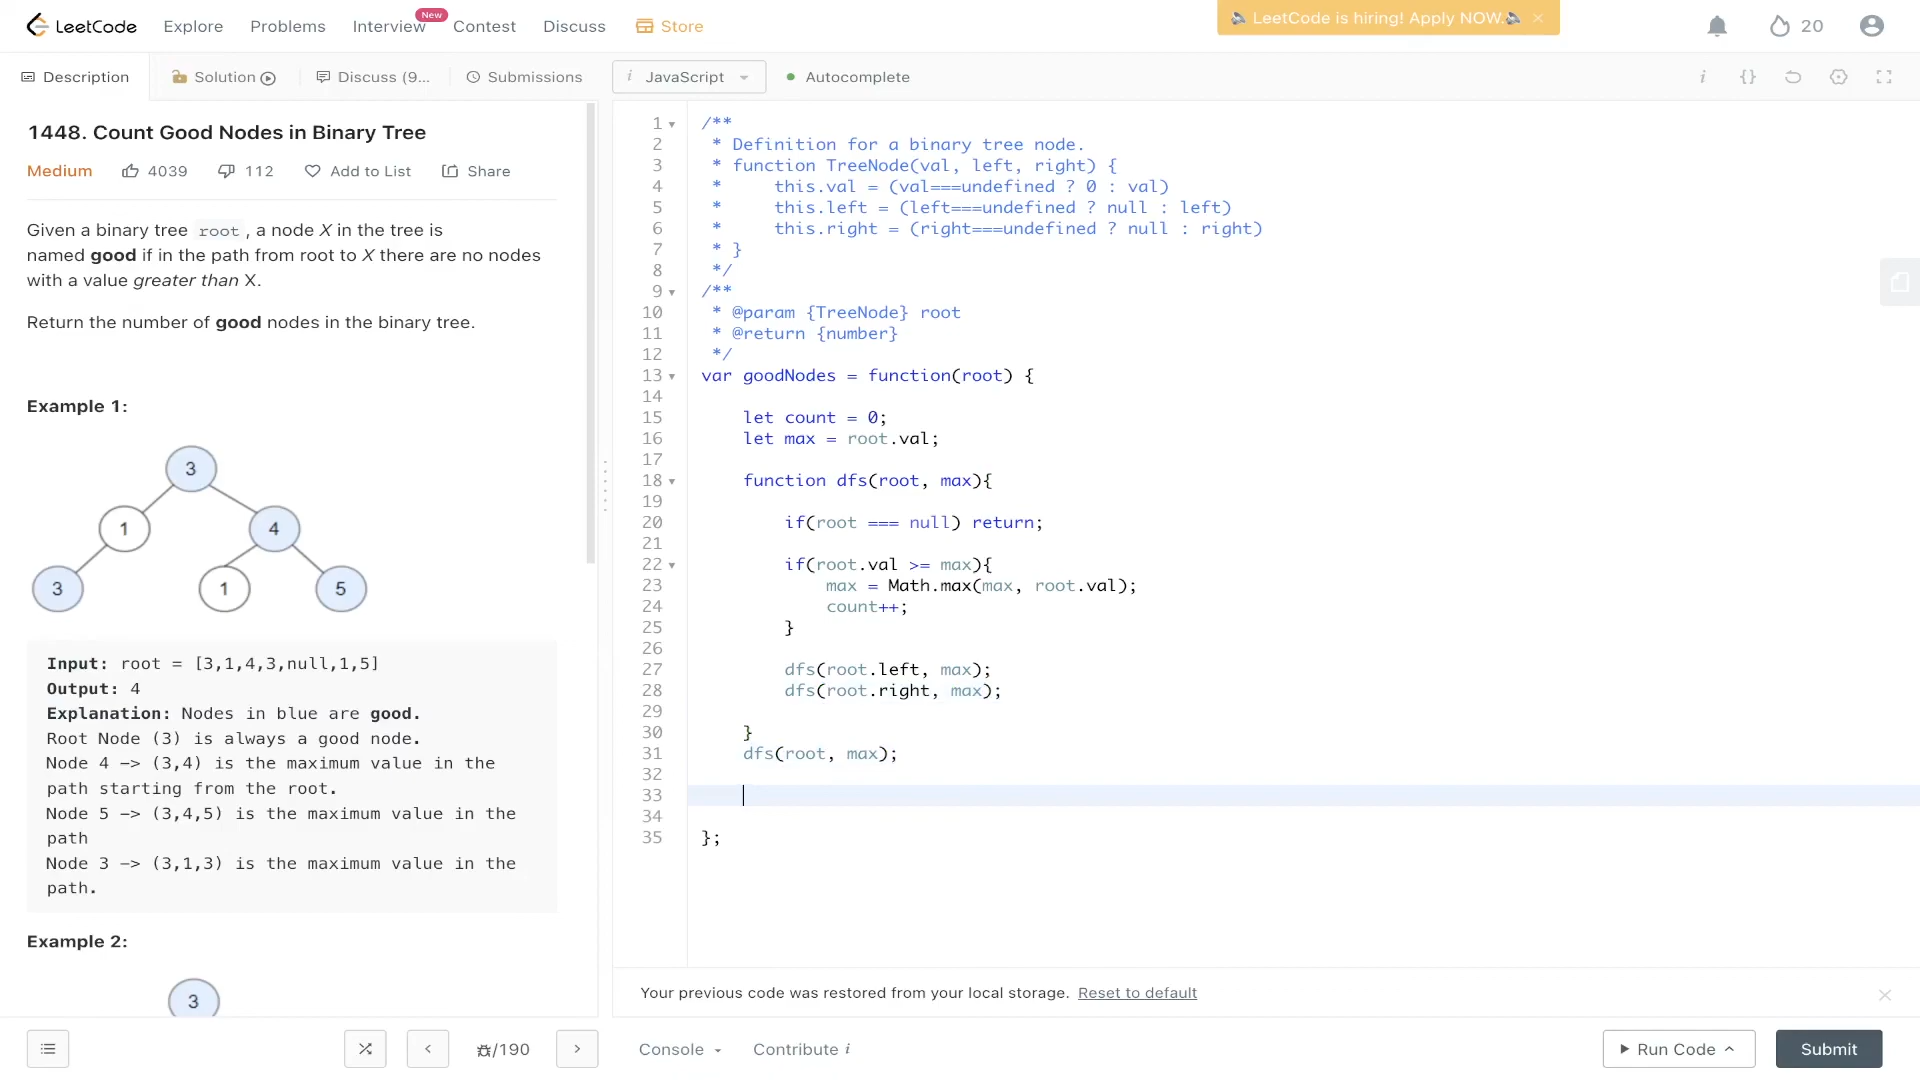 LeetCode Explore Problems Interview New Contest Discuss Store LeetCode is hiring! Apply NOW. 20
Description Solution Discuss (9... Submissions i JavaScript Autocomplete i {}
1448. Count Good Nodes in Binary Tree
Medium 4039 112 Add to List Share
Given a binary tree root , a node X in the tree is
named good if in the path from root to X there are no nodes
with a value greater than X.
Return the number of good nodes in the binary tree.
Example 1:
3
1 4
3 1 5
Input: root = [3,1,4,3,null,1,5]
Output: 4
Explanation: Nodes in blue are good.
Root Node (3) is always a good node.
Node 4 -> (3,4) is the maximum value in the
path starting from the root.
Node 5 -> (3,4,5) is the maximum value in the
path
Node 3 -> (3,1,3) is the maximum value in the
path.
Example 2:
3
1 /**
2 * Definition for a binary tree node.
3 * function TreeNode(val, left, right) {
4 *     this.val = (val===undefined ? 0 : val)
5 *     this.left = (left===undefined ? null : left)
6 *     this.right = (right===undefined ? null : right)
7 * }
8 */
9 /**
10 * @param {TreeNode} root
11 * @return {number}
12 */
13 var goodNodes = function(root) {
14
15 let count = 0;
16 let max = root.val;
17
18 function dfs(root, max){
19
20 if(root === null) return;
21
22 if(root.val >= max){
23 max = Math.max(max, root.val);
24 count++;
25 }
26
27 dfs(root.left, max);
28 dfs(root.right, max);
29
30 }
31 dfs(root, max);
32
33
34
35 };
Your previous code was restored from your local storage. Reset to default
/190 Console Contribute i Run Code Submit